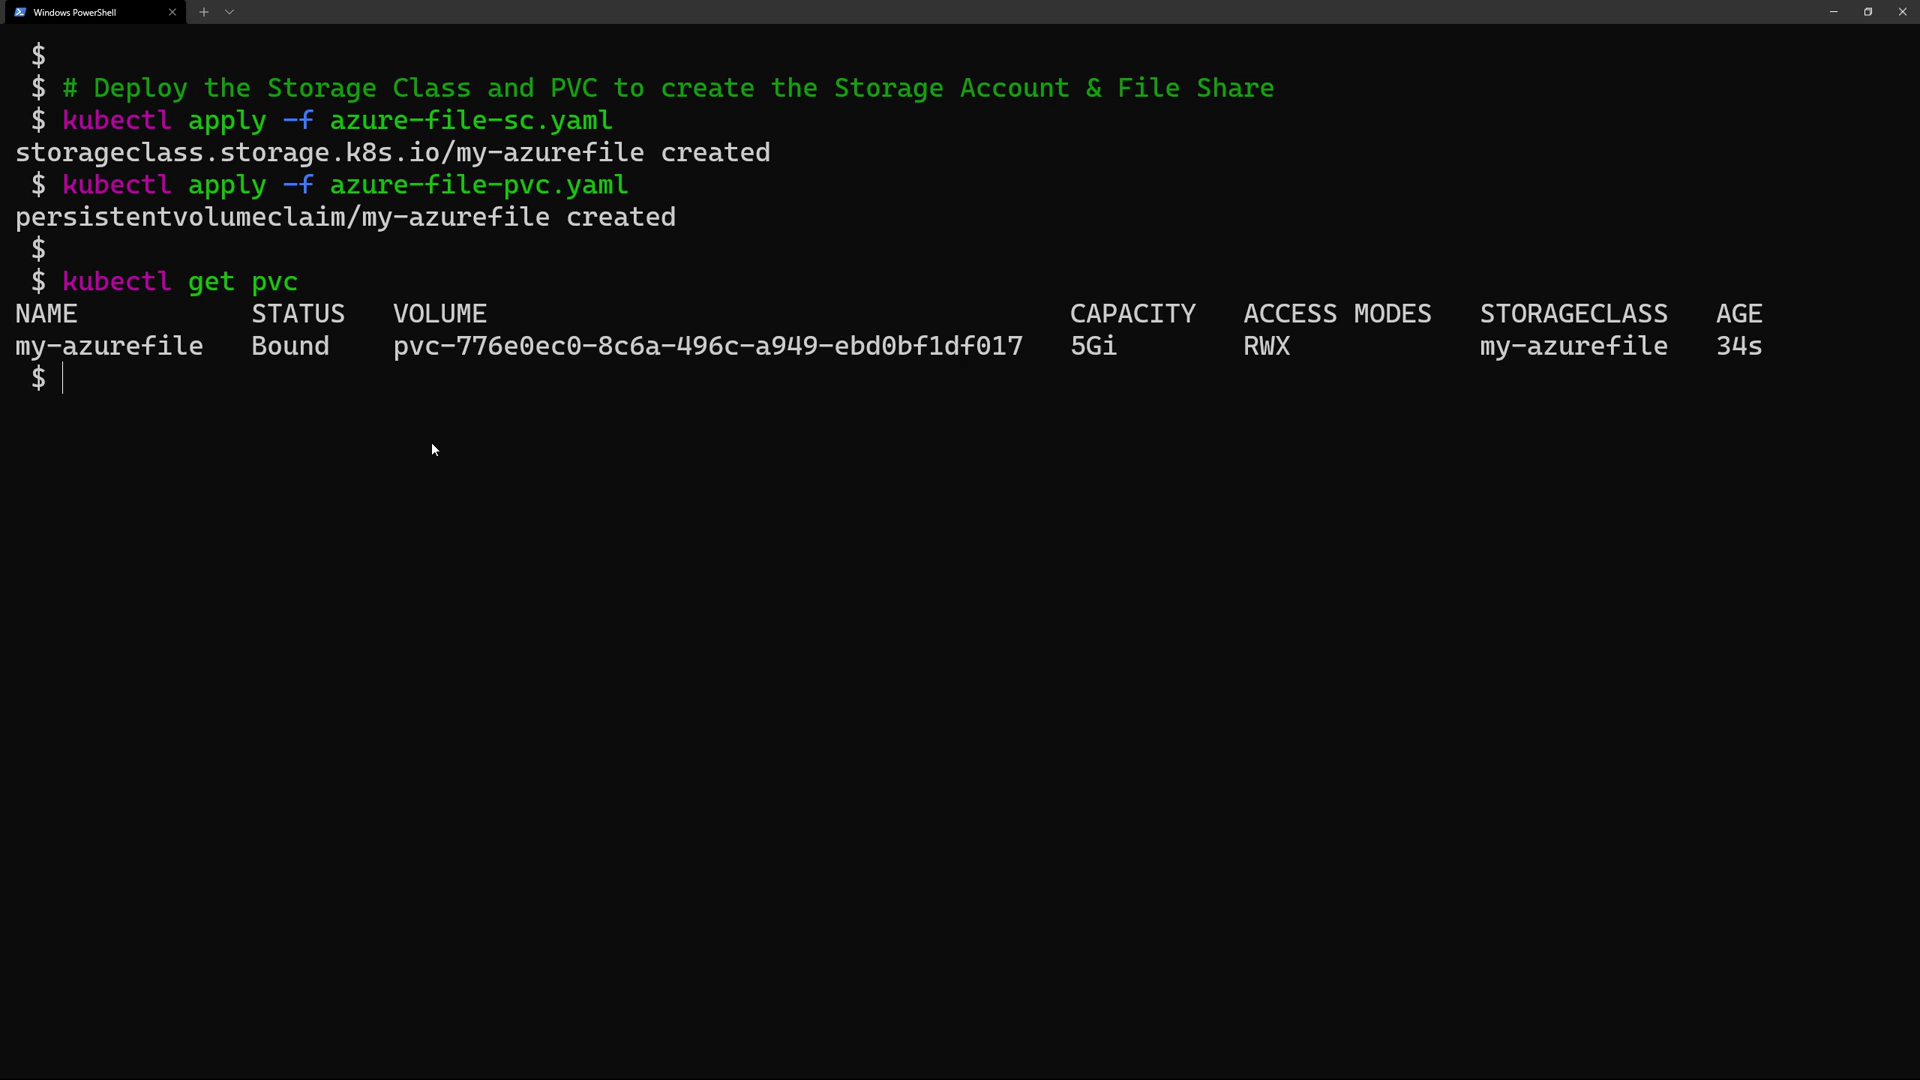 Windows PowerShell
$
$ # Deploy the Storage Class and PVC to create the Storage Account & File Share
$ kubectl apply -f azure-file-sc.yaml
storageclass.storage.k8s.io/my-azurefile created
$ kubectl apply -f azure-file-pvc.yaml
persistentvolumeclaim/my-azurefile created
$
$ kubectl get pvc
NAME STATUS VOLUME CAPACITY ACCESS MODES STORAGECLASS AGE
my-azurefile Bound pvc-776e0ec0-8c6a-496c-a949-ebd0bf1df017 5Gi RWX my-azurefile 34s
$